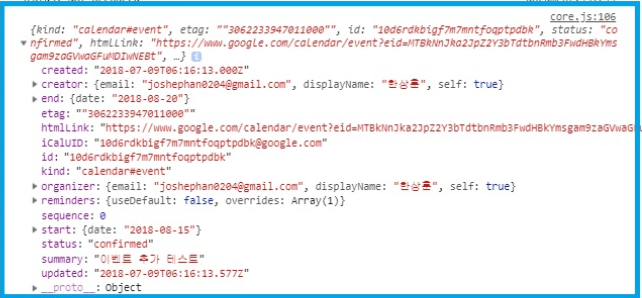 core.js:106
{kind: "calendar#event", etag: ""3062233947011000"", id: "10d6rdkbigf7m7mntfoqptpdbk", status: "co
nfirmed", htmlLink: "https://www.google.com/calendar/event?eid=MTBkNnJka2JpZ2Y3bTdtbnRmb3FwdHBkYms
gam9zaGVwaGFuMDIwNEBt", …}
created: "2018-07-09T06:16:13.000Z"
creator: {email: "joshephan0204@gmail.com", displayName: "한상훈", self: true}
end: {date: "2018-08-20"}
etag: ""3062233947011000""
htmlLink: "https://www.google.com/calendar/event?eid=MTBkNnJka2JpZ2Y3bTdtbnRmb3FwdHBkYmsgam9zaGVwaGFu
iCalUID: "10d6rdkbigf7m7mntfoqptpdbk@google.com"
id: "10d6rdkbigf7m7mntfoqptpdbk"
kind: "calendar#event"
organizer: {email: "joshephan0204@gmail.com", displayName: "한상훈", self: true}
reminders: {useDefault: false, overrides: Array(1)}
sequence: 0
start: {date: "2018-08-15"}
status: "confirmed"
summary: "이벤트 추가 테스트"
updated: "2018-07-09T06:16:13.577Z"
__proto__: Object